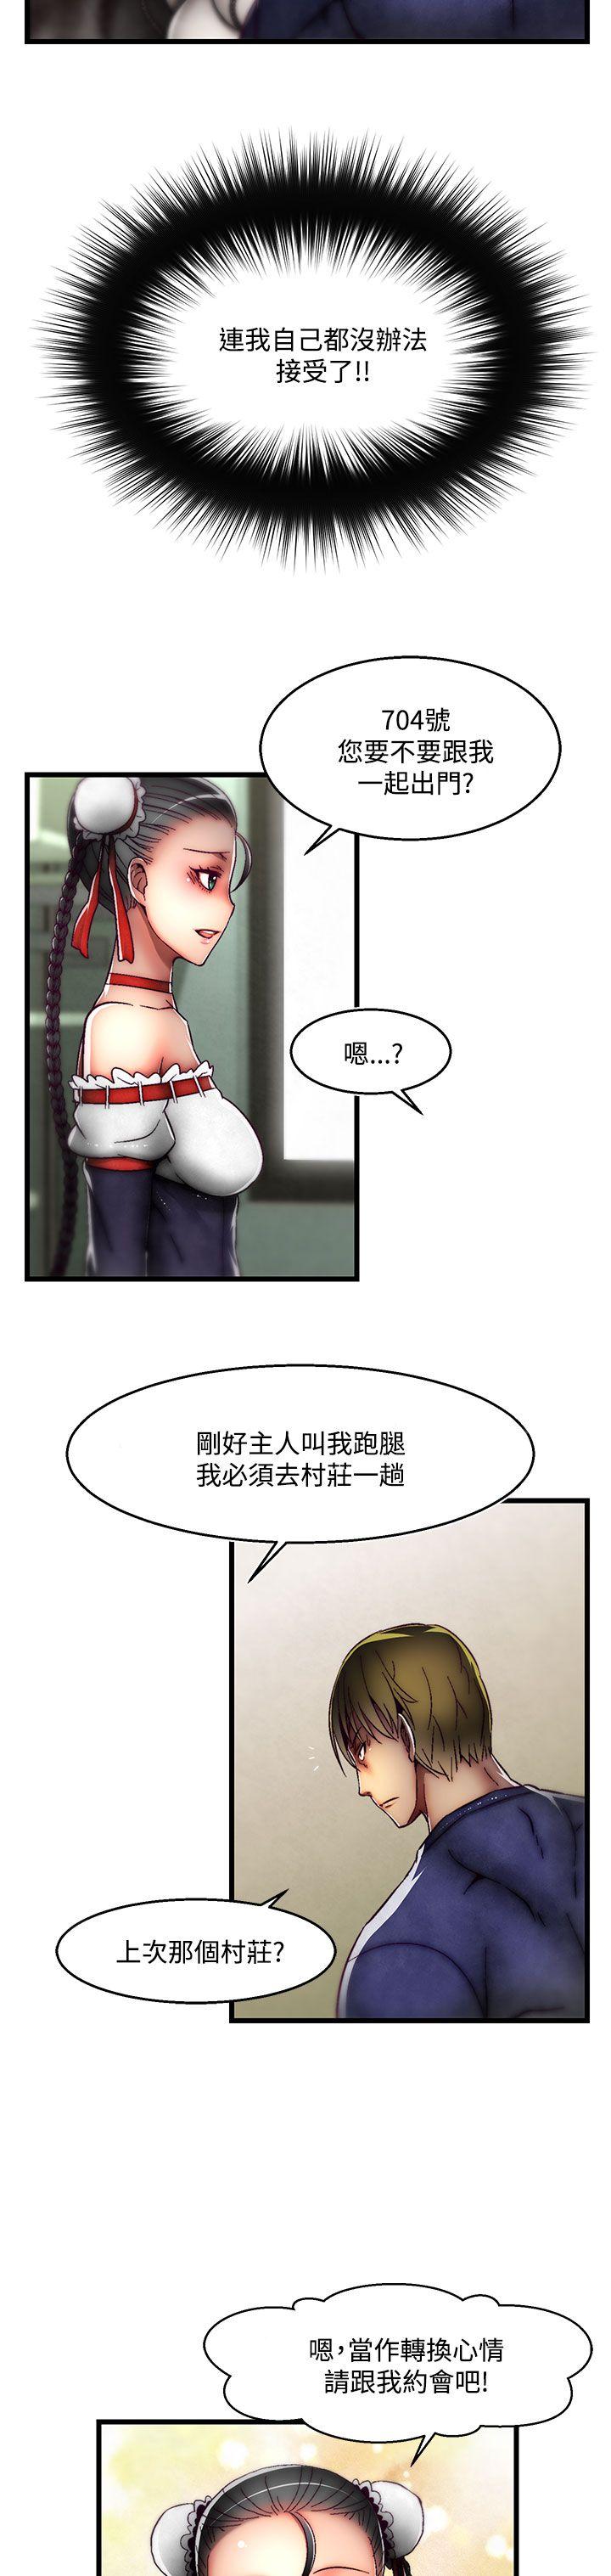 連我自己都沒辦法
接受了!!
704號
您要不要跟我
一起出門?
嗯...?
剛好主人叫我跑腿
我必須去村莊一趟
上次那個村莊?
嗯,當作轉換心情
請跟我約會吧!